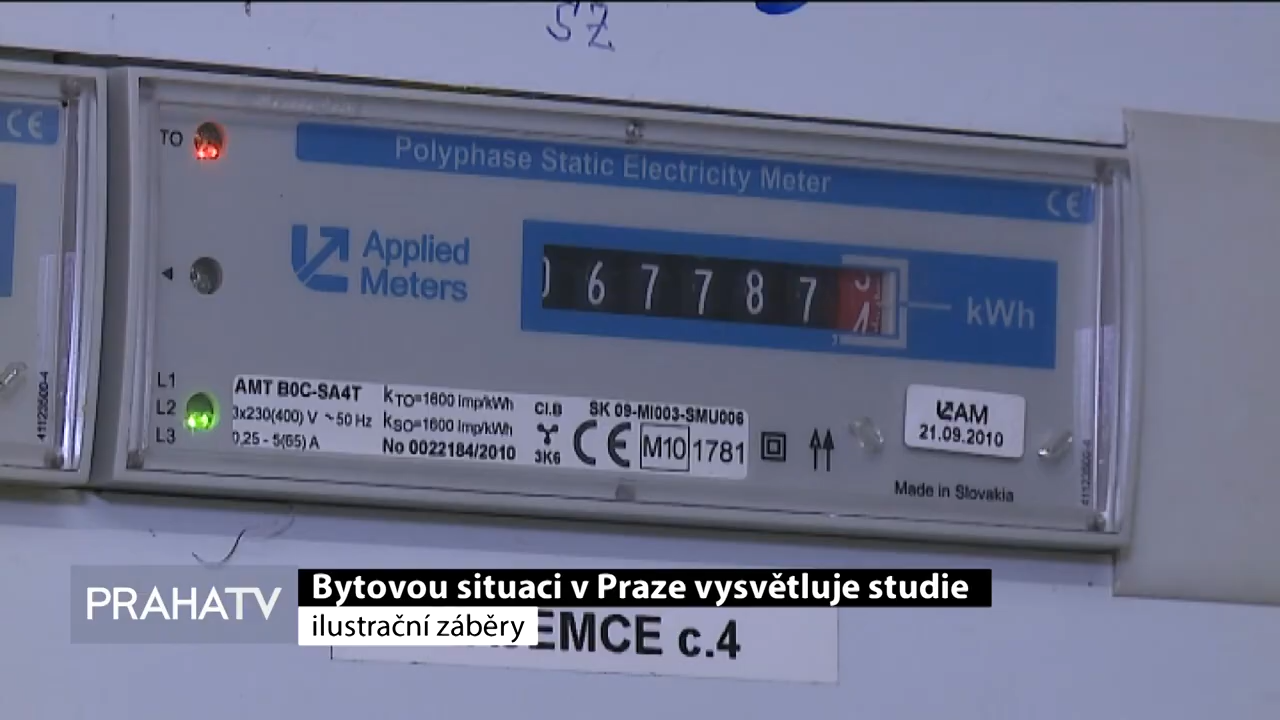 SZ
CE
TO
Polyphase Static Electricity Meter
CE
Applied
Meters
067787
kWh
L1
L2
L3
AMT B0C-SA4T
3x230(400) V ~50 Hz
0,25 - 5(65) A
kTO=1600 imp/kWh
kSO=1600 imp/kWh
No 0022184/2010
Cl.B
3K6
SK 09-MI003-SMU006
CE M10 1781
AM
21.09.2010
Made in Slovakia
PRAHATV
Bytovou situaci v Praze vysvětluje studie
ilustrační záběry
EMCE c.4